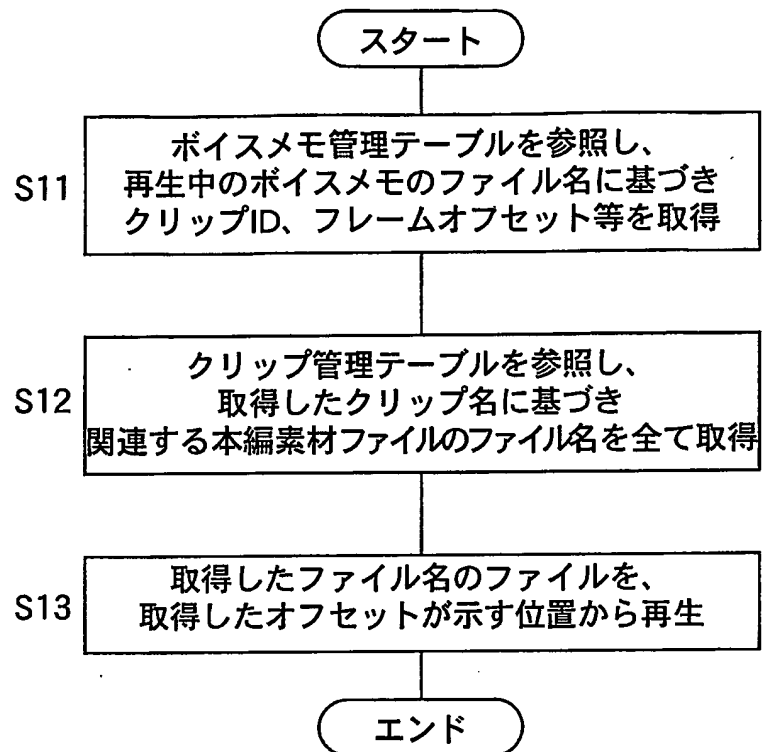 スタート
S11
ボイスメモ管理テーブルを参照し、
再生中のボイスメモのファイル名に基づき
クリップID、フレームオフセット等を取得
S12
クリップ管理テーブルを参照し、
取得したクリップ名に基づき
関連する本編素材ファイルのファイル名を全て取得
S13
取得したファイル名のファイルを、
取得したオフセットが示す位置から再生
エンド